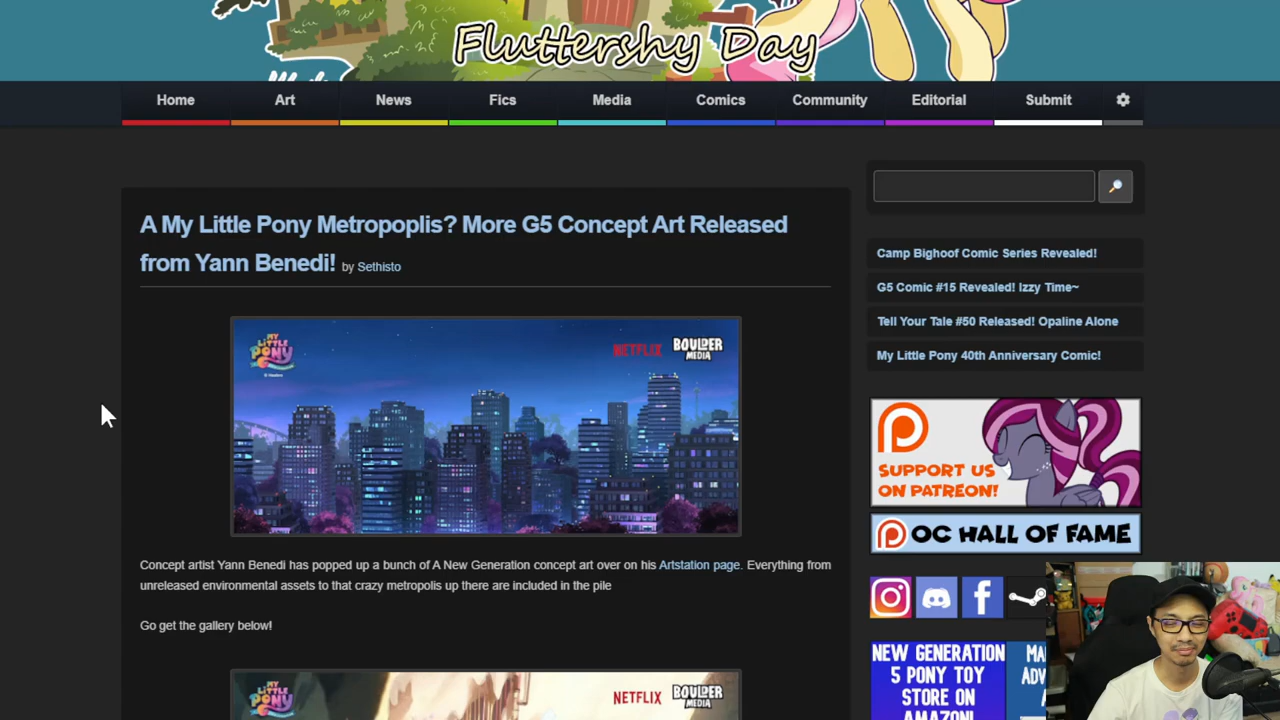 Fluttershy Day
Home Art News Fics Media Comics Community Editorial Submit
A My Little Pony Metropoplis? More G5 Concept Art Released
from Yann Benedi! by Sethisto
MY LITTLE PONY
NETFLIX
BOULDER
MEDIA
Concept artist Yann Benedi has popped up a bunch of A New Generation concept art over on his Artstation page. Everything from
unreleased environmental assets to that crazy metropolis up there are included in the pile
Go get the gallery below!
MY LITTLE PONY
NETFLIX
BOULDER
MEDIA
Camp Bighoof Comic Series Revealed!
G5 Comic #15 Revealed! Izzy Time~
Tell Your Tale #50 Released! Opaline Alone
My Little Pony 40th Anniversary Comic!
SUPPORT US
ON PATREON!
OC HALL OF FAME
NEW GENERATION
5 PONY TOY
STORE ON
AMAZON!